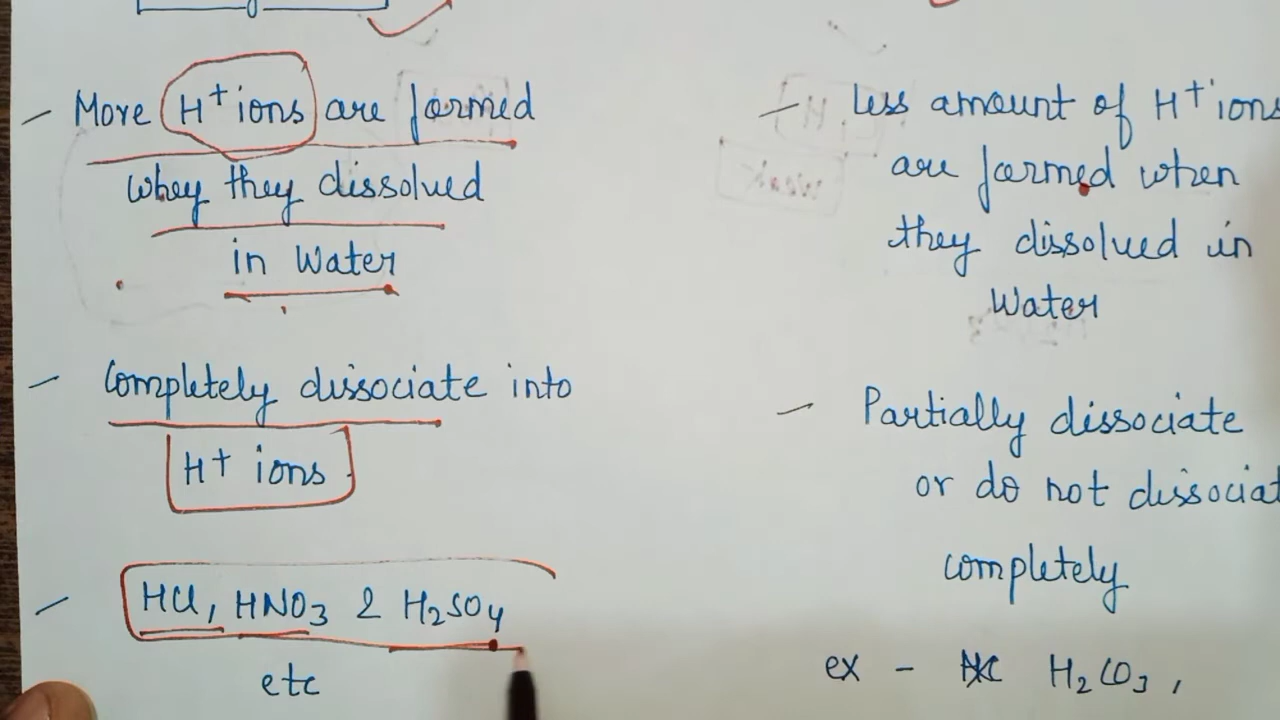 - More H+ ions are formed
whey they dissolved
in Water
- Completely dissociate into
H+ ions
- HCl, HNO3 & H2SO4
etc
- Less amount of H+ ions
are formed when
they dissolved in
Water
- Partially dissociate
or do not dissociat
completely
ex - H2CO3,